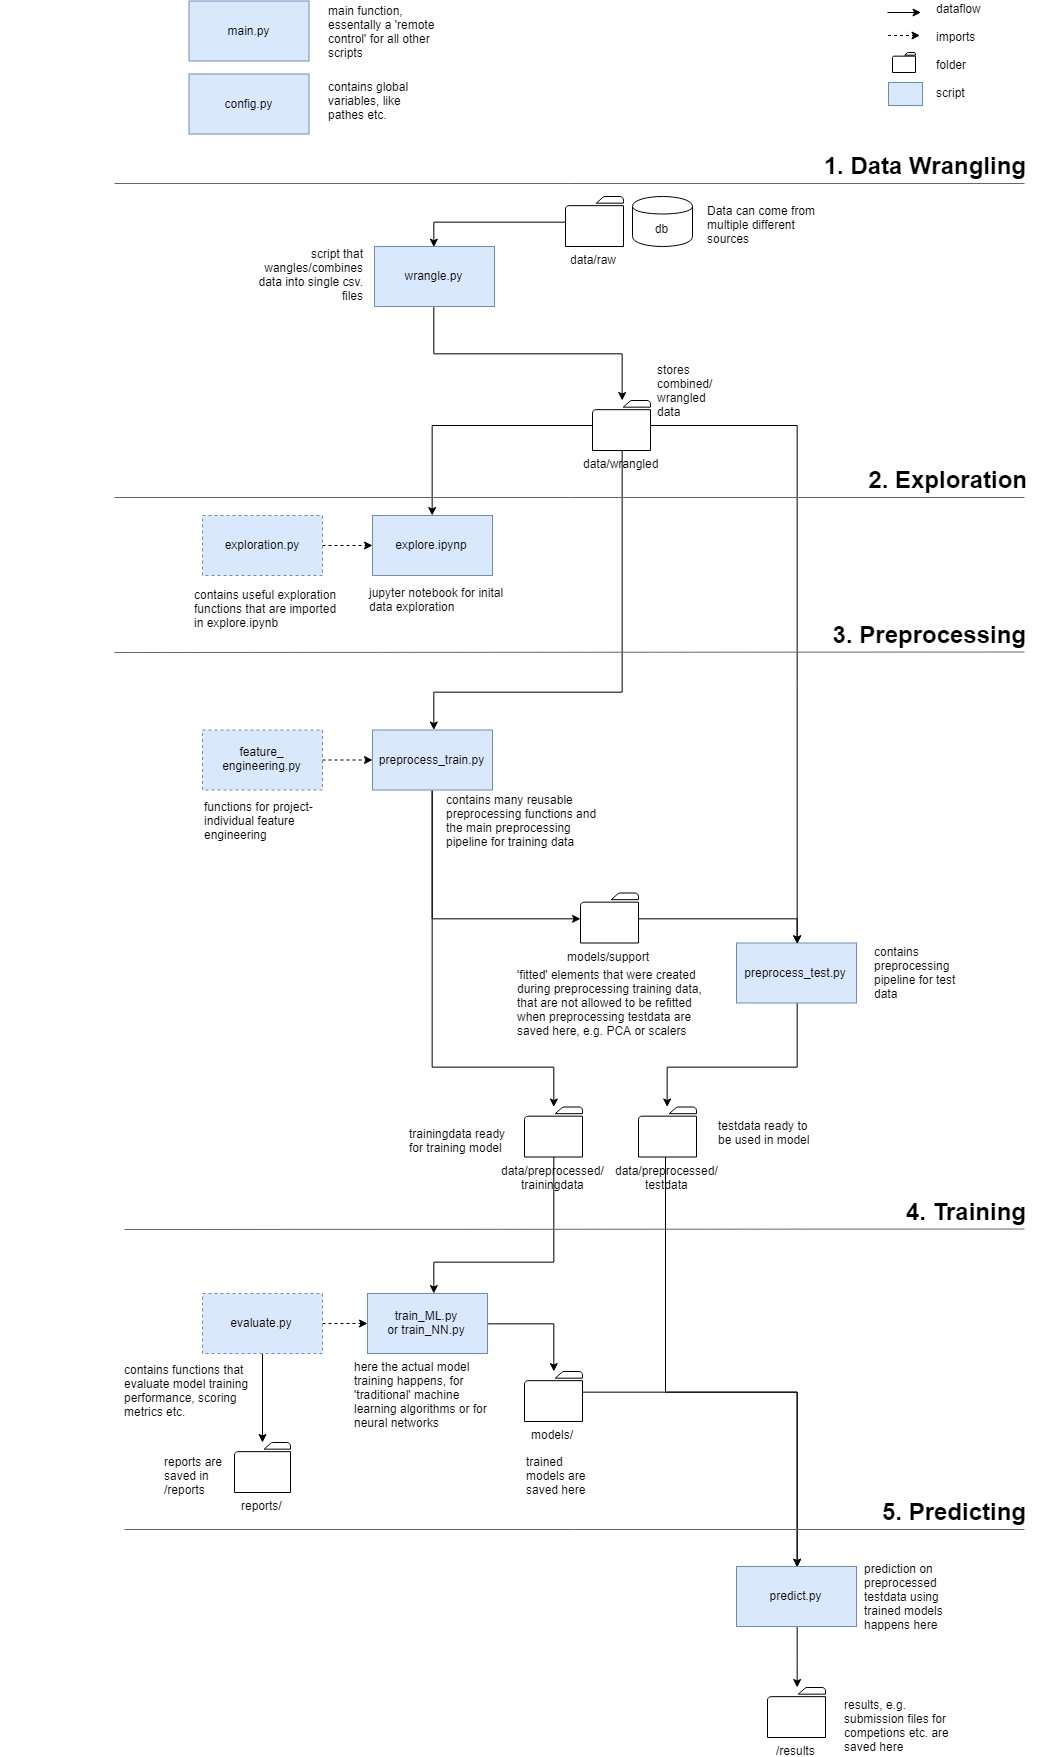 main.py
main function,
essentally a 'remote
control' for all other
scripts
config.py
contains global
variables, like
pathes etc.
dataflow
imports
folder
script
1. Data Wrangling
data/raw
db
Data can come from
multiple different
sources
script that
wangles/combines
data into single csv.
files
wrangle.py
stores
combined/
wrangled
data
data/wrangled
2. Exploration
exploration.py
explore.ipynp
contains useful exploration
functions that are imported
in explore.ipynb
jupyter notebook for inital
data exploration
3. Preprocessing
feature_
engineering.py
preprocess_train.py
functions for project-
individual feature
engineering
contains many reusable
preprocessing functions and
the main preprocessing
pipeline for training data
models/support
'fitted' elements that were created
during preprocessing training data,
that are not allowed to be refitted
when preprocessing testdata are
saved here, e.g. PCA or scalers
preprocess_test.py
contains
preprocessing
pipeline for test
data
trainingdata ready
for training model
data/preprocessed/
trainingdata
data/preprocessed/
testdata
testdata ready to
be used in model
4. Training
evaluate.py
train_ML.py
or train_NN.py
contains functions that
evaluate model training
performance, scoring
metrics etc.
here the actual model
training happens, for
'traditional' machine
learning algorithms or for
neural networks
models/
trained
models are
saved here
reports are
saved in
/reports
reports/
5. Predicting
predict.py
prediction on
preprocessed
testdata using
trained models
happens here
/results
results, e.g.
submission files for
competions etc. are
saved here